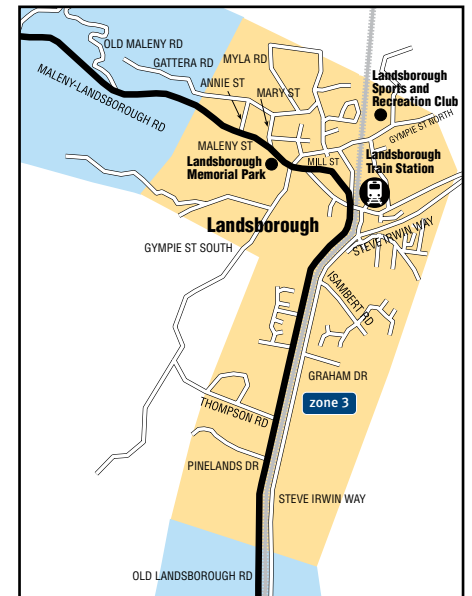 OLD MALENY RD
MYLA RD
GATTERA RD
MALENY-LANDSBOROUGH RD
ANNIE ST
MARY ST
Landsborough
Sports and
Recreation Club
GYMPIE ST NORTH
MALENY ST
MILL ST
Landsborough
Memorial Park
Landsborough
Train Station
Landsborough
STEVE IRWIN WAY
GYMPIE ST SOUTH
ISAMBERT RD
GRAHAM DR
zone 3
THOMPSON RD
PINELANDS DR
STEVE IRWIN WAY
OLD LANDSBOROUGH RD